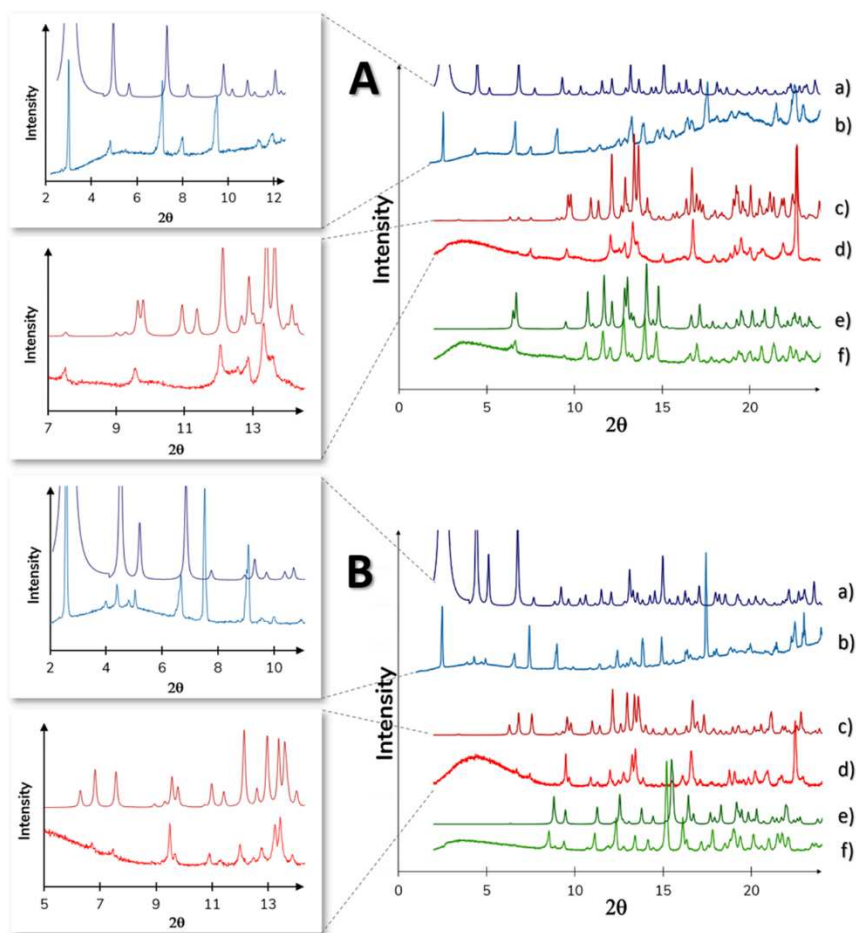 A
Intensity
2 4 6 8 10 12
2θ
Intensity
7 9 11 13
2θ
Intensity
a)
b)
c)
d)
e)
f)
0 5 10 15 20
2θ
B
Intensity
2 4 6 8 10
2θ
Intensity
5 7 9 11 13
2θ
Intensity
a)
b)
c)
d)
e)
f)
0 5 10 15 20
2θ